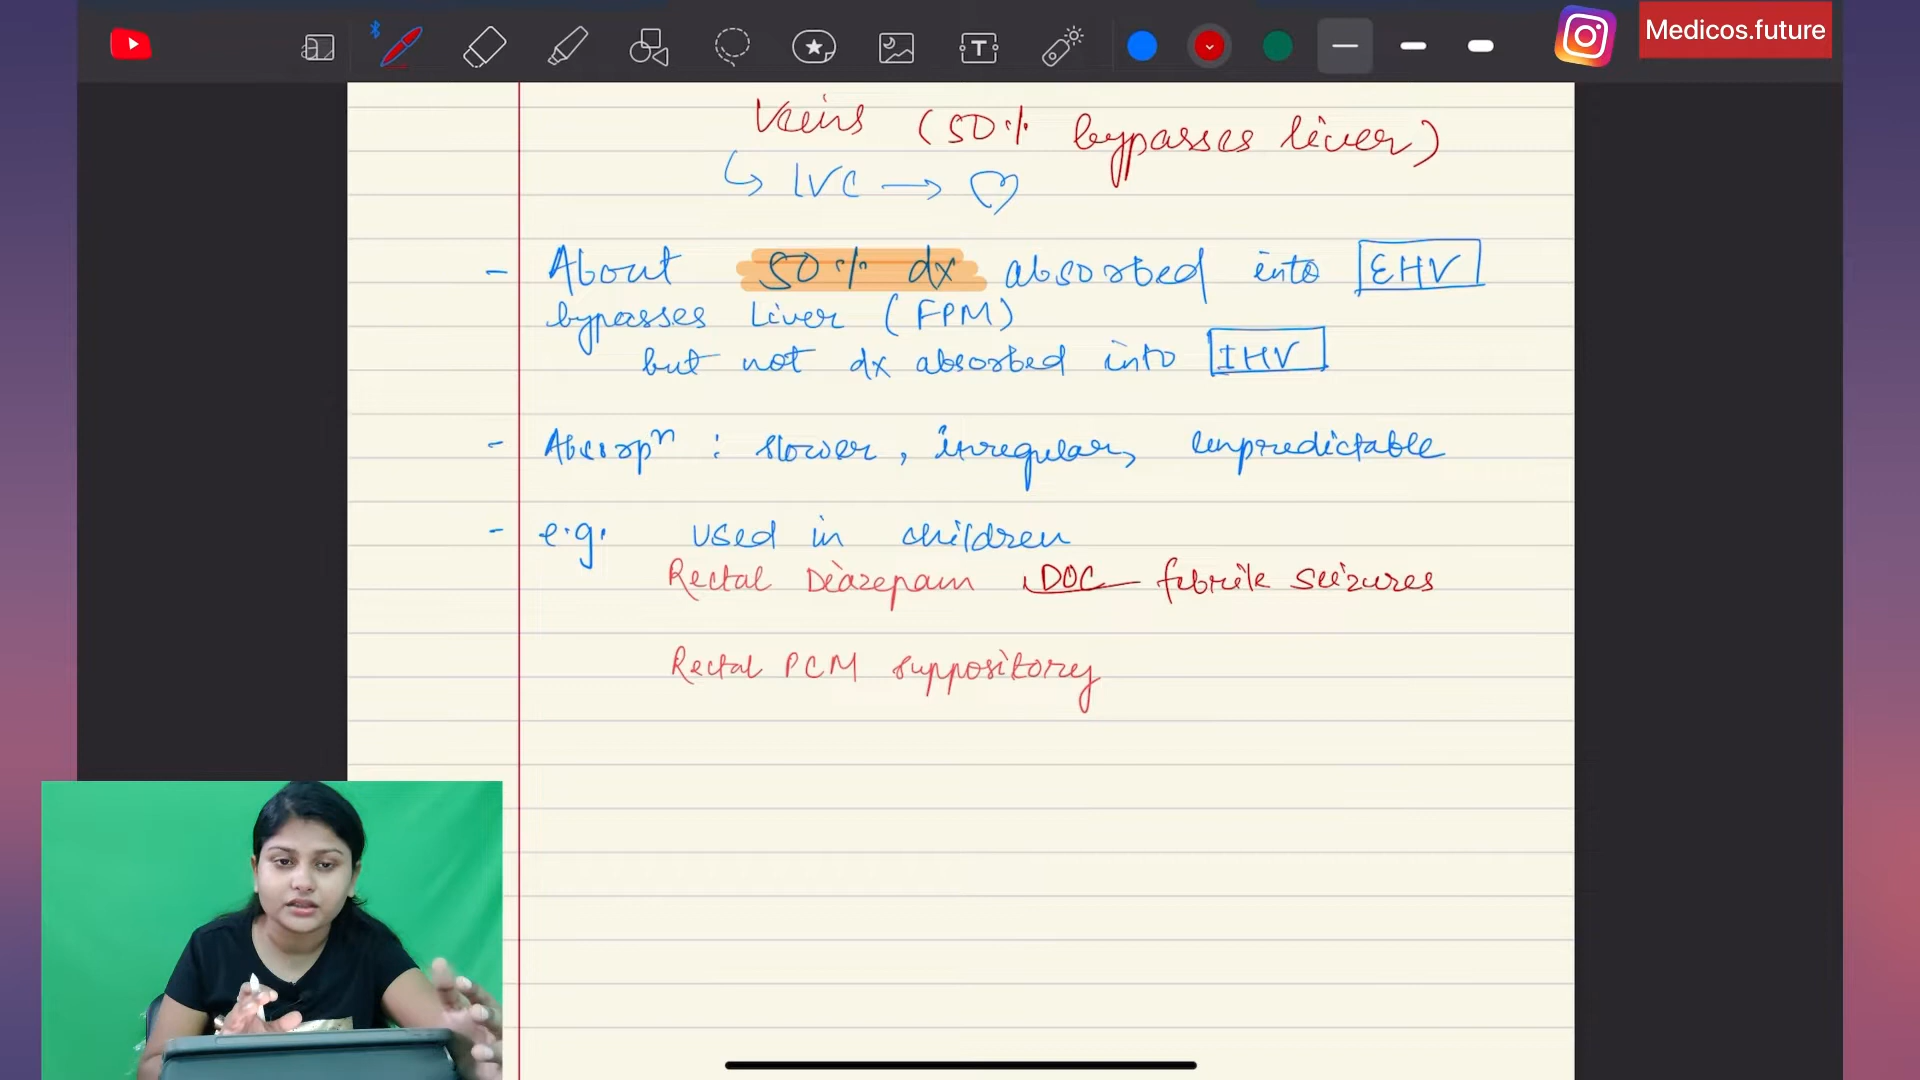 Medicos.future
Veins (50% bypasses liver)
↳ IVC → ♡
- About 50% dx absorbed into EHV
bypasses Liver (FPM)
but not dx absorbed into IHV
- Absorpⁿ : slower, irregular, unpredictable
- e.g. used in children
Rectal Diazepam DOC febrile seizures
Rectal PCM suppository